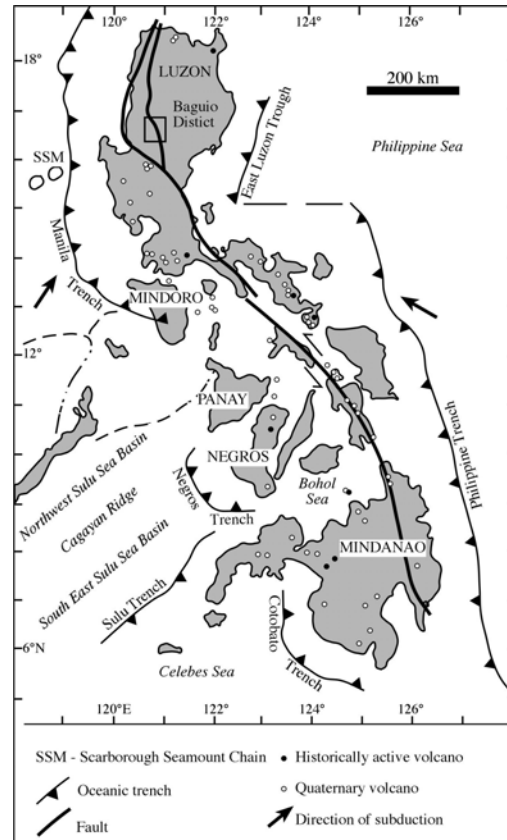 120° 122° 124° 126°
18°
LUZON
200 km
Baguio
Distict
East Luzon Trough
Philippine Sea
SSM
Manila
Trench
MINDORO
12°
PANAY
NEGROS
Negros
Trench
Bohol
Sea
Philippine Trench
Northwest Sulu Sea Basin
Cagayan Ridge
South East Sulu Sea Basin
Sulu Trench
MINDANAO
Cotobato
Trench
6°N
Celebes Sea
120°E 122° 124° 126°
SSM - Scarborough Seamount Chain
Historically active volcano
Oceanic trench
Quaternary volcano
Fault
Direction of subduction